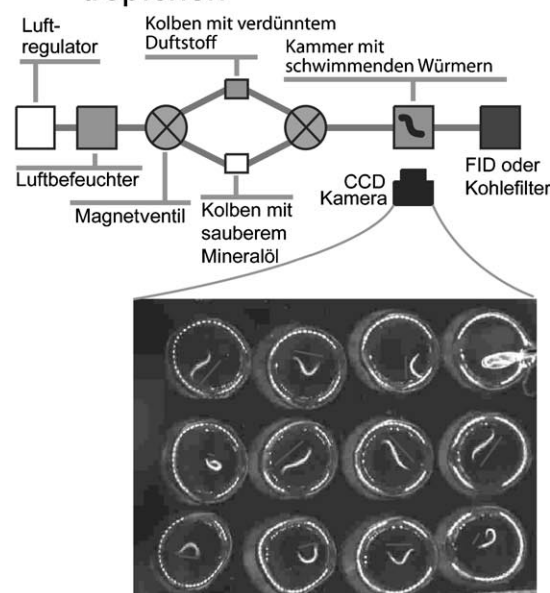 Luft-
regulator
Kolben mit verdünntem
Duftstoff
Kammer mit
schwimmenden Würmern
Luftbefeuchter
Magnetventil
Kolben mit
sauberem
Mineralöl
CCD
Kamera
FID oder
Kohlefilter